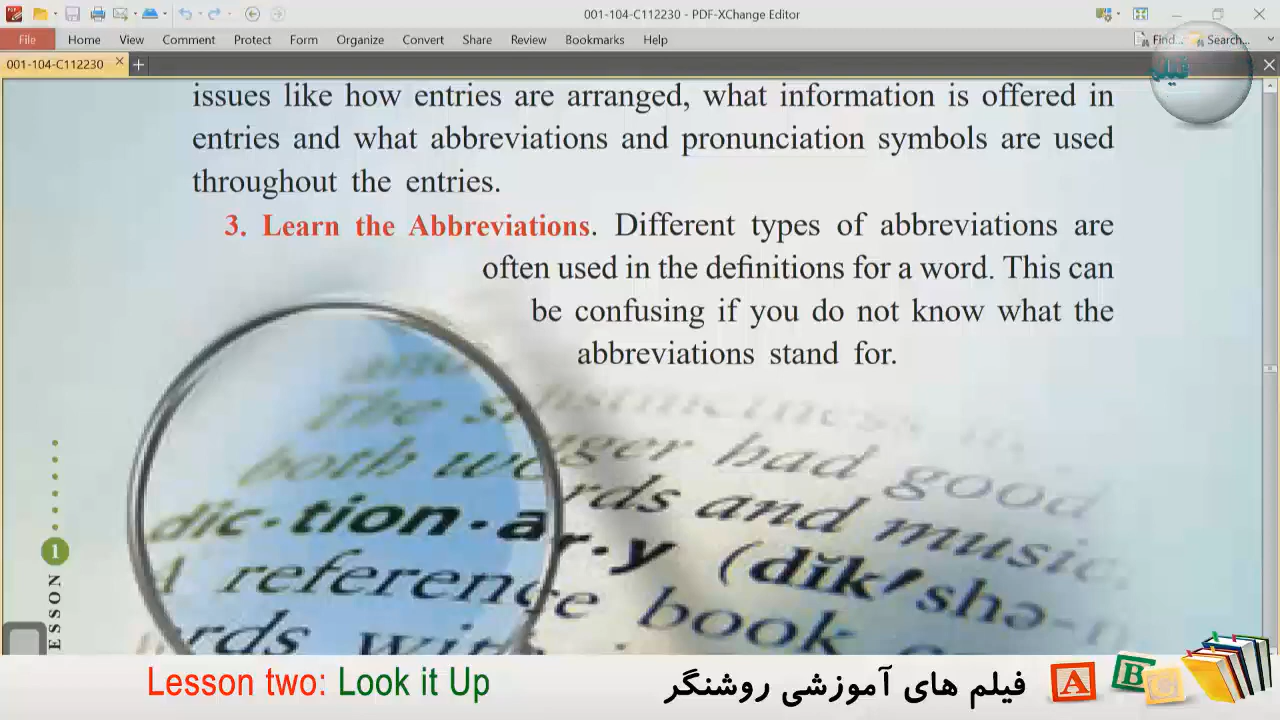 001-104-C112230 - PDF-XChange Editor
File Home View Comment Protect Form Organize Convert Share Review Bookmarks Help
Find... Search...
001-104-C112230
issues like how entries are arranged, what information is offered in
entries and what abbreviations and pronunciation symbols are used
throughout the entries.
3. Learn the Abbreviations. Different types of abbreviations are
often used in the definitions for a word. This can
be confusing if you do not know what the
abbreviations stand for.
and
The
both words and music.
had good
dic·tion·ar·y (dĭk′shə-n
A reference book
1
ESSON
Lesson two: Look it Up
فیلم های آموزشی روشنگر
A B